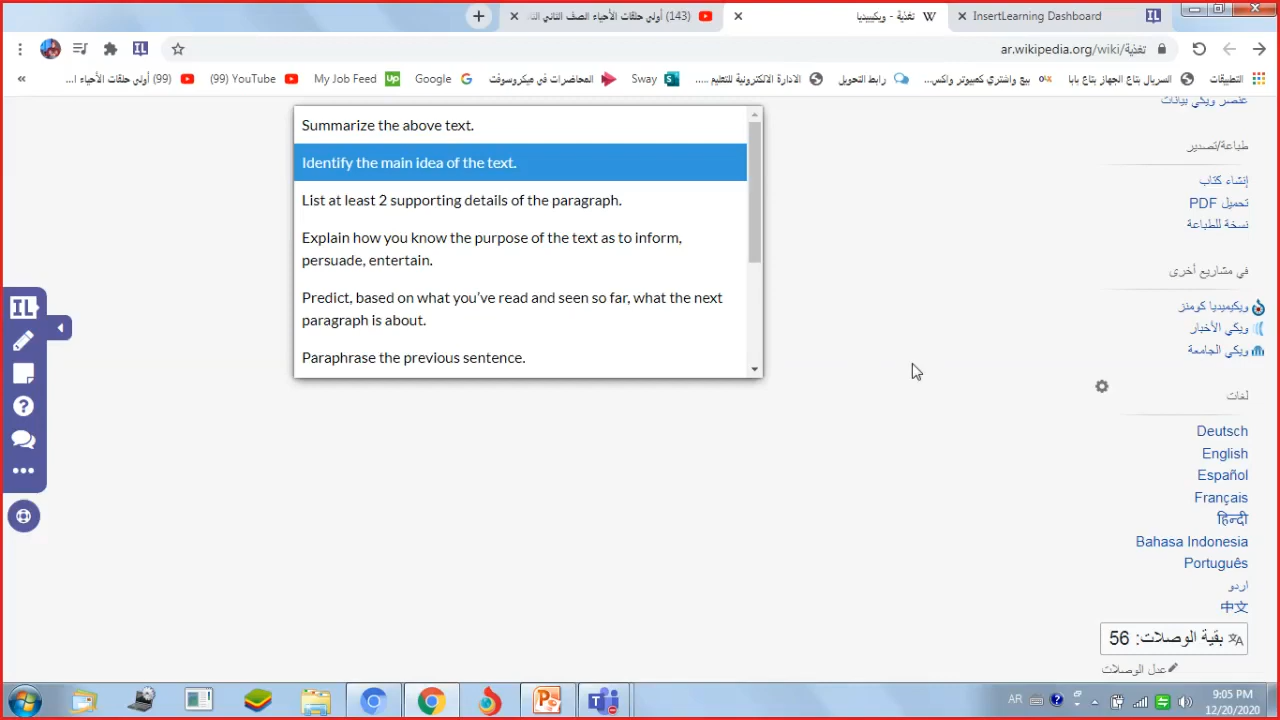 InsertLearning Dashboard
تغذية - ويكيبيديا
(143) أولي حلقات الأحياء الصف الثاني الثا
ar.wikipedia.org/wiki/تغذية
التطبيقات
السريال بتاع الجهاز بتاع بابا
بيع واشتري كمبيوتر واكس...
رابط التحويل
الادارة الالكترونية للتعليم ...
المحاضرات في ميكروسوفت
Sway
Google
My Job Feed
(99) YouTube
(99) أولي حلقات الأحياء ا...
عنصر ويكي بيانات
طباعة/تصدير
إنشاء كتاب
تحميل PDF
نسخة للطباعة
في مشاريع أخرى
ويكيميديا كومنز
ويكي الأخبار
ويكي الجامعة
لغات
Deutsch
English
Español
Français
हिन्दी
Bahasa Indonesia
Português
اردو
中文
بقية الوصلات: 56
عدل الوصلات
Summarize the above text.
Identify the main idea of the text.
List at least 2 supporting details of the paragraph.
Explain how you know the purpose of the text as to inform,
persuade, entertain.
Predict, based on what you've read and seen so far, what the next
paragraph is about.
Paraphrase the previous sentence.
IL
AR
9:05 PM
12/20/2020